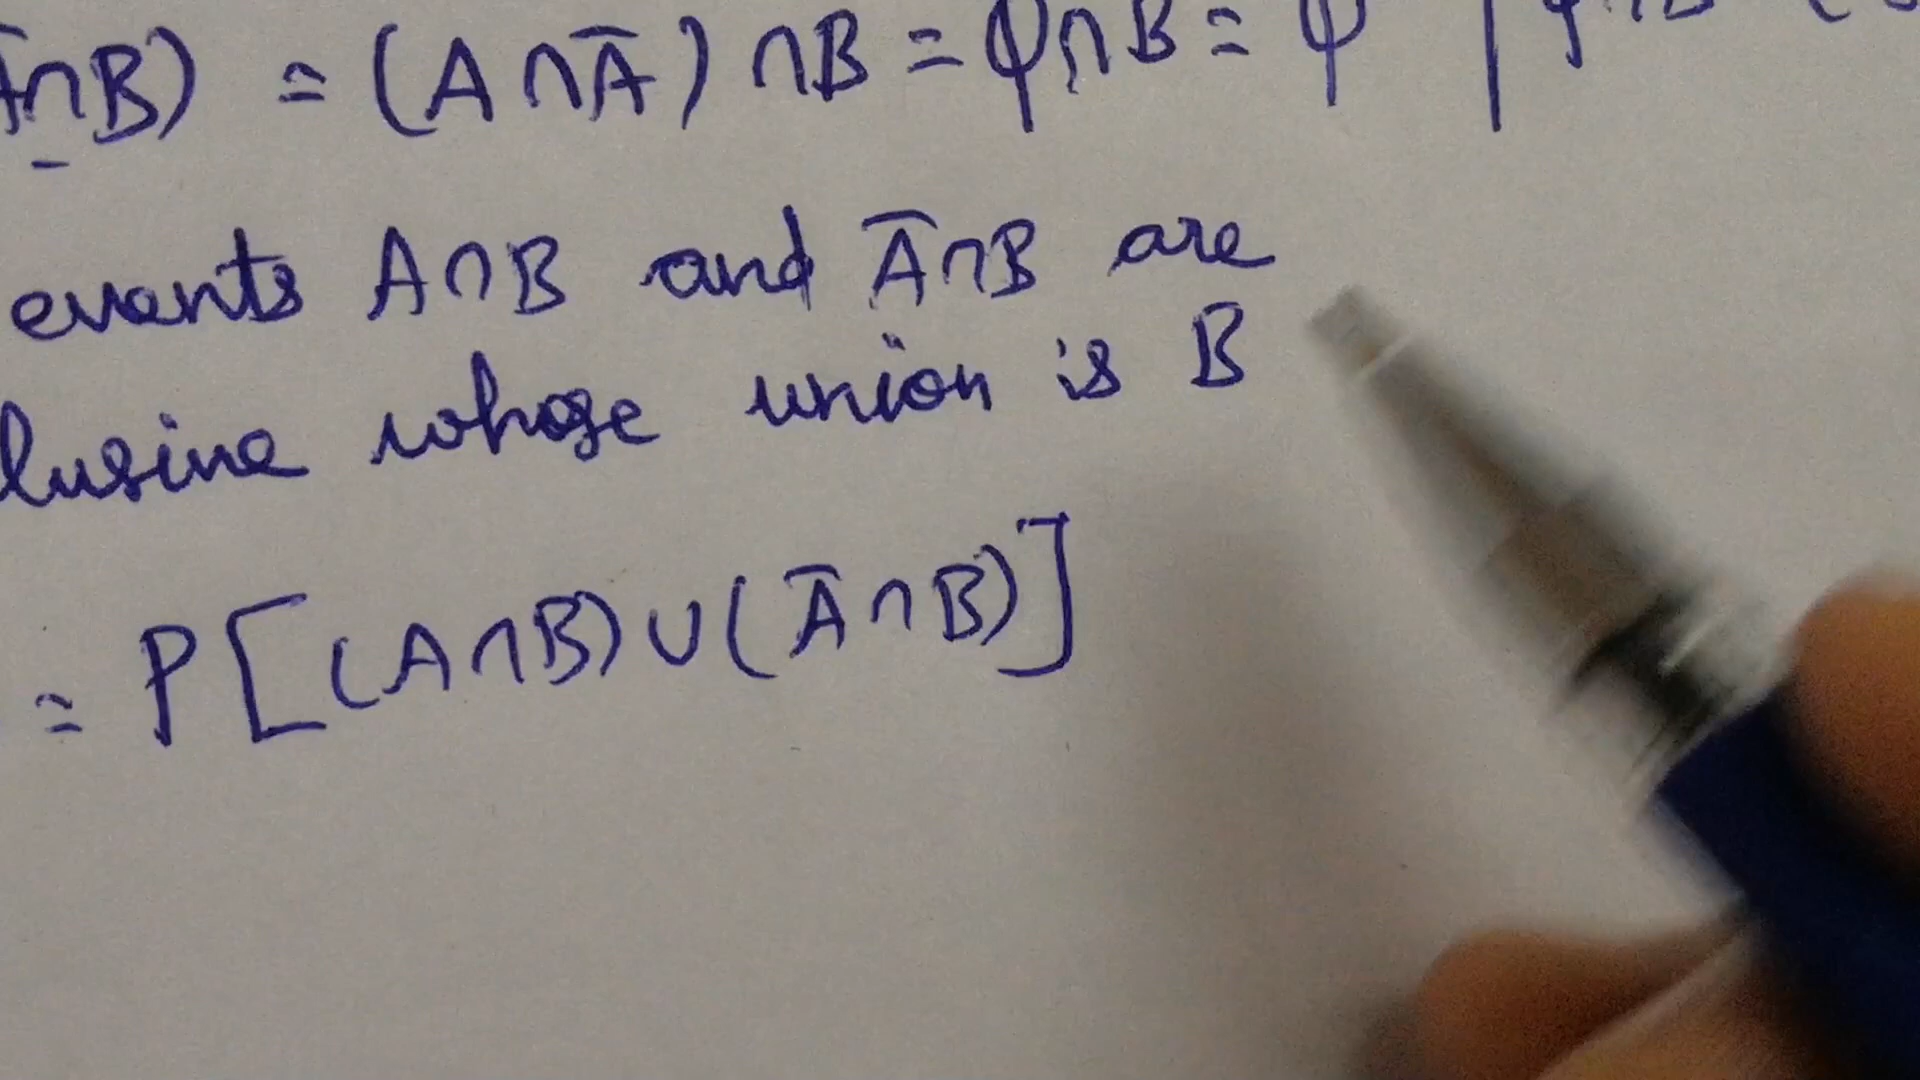 ∩B) = (A∩Ā)∩B = φ∩B = φ
events A∩B and Ā∩B are
lusive whose union is B
= P[(A∩B)∪(Ā∩B)]